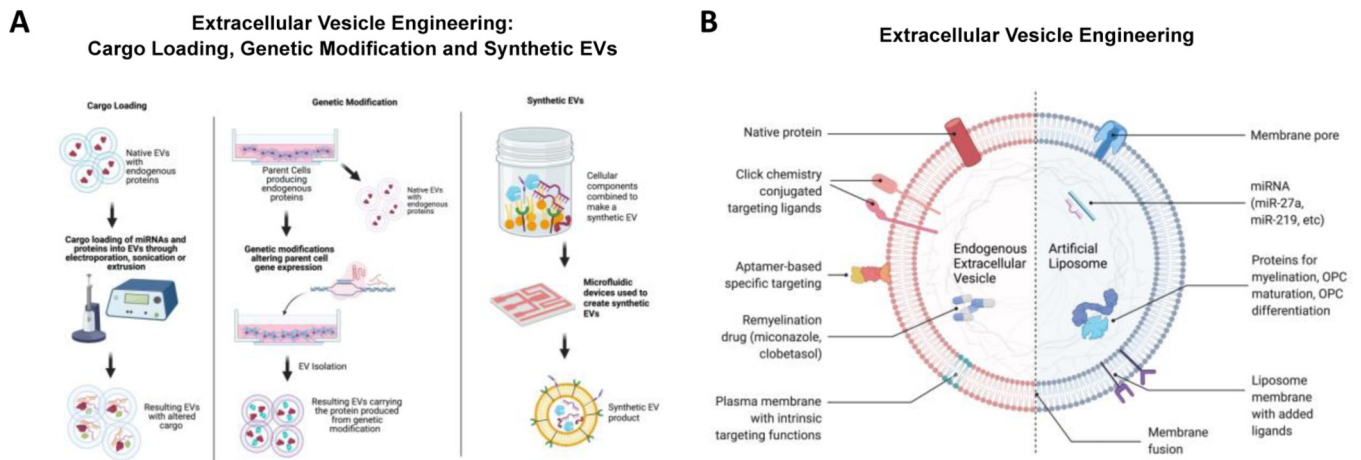 A
Extracellular Vesicle Engineering:
Cargo Loading, Genetic Modification and Synthetic EVs
Cargo Loading
Native EVs
with
endogenous
proteins
Cargo loading of miRNAs and
proteins into EVs through
electroporation, sonication or
extrusion
Resulting EVs
with altered
cargo
Genetic Modification
Parent Cells
producing
endogenous
proteins
Native EVs
with endogenous
proteins
Genetic modifications
altering parent cell
gene expression
EV Isolation
Resulting EVs carrying
the protein produced
from genetic
modification
Synthetic EVs
Cellular
components
combined to
make a
synthetic EV
Microfluidic
devices used to
create synthetic
EVs
Synthetic EV
product
B
Extracellular Vesicle Engineering
Native protein
Click chemistry
conjugated
targeting ligands
Aptamer-based
specific targeting
Remyelination
drug (miconazole,
clobetasol)
Plasma membrane
with intrinsic
targeting functions
Endogenous
Extracellular
Vesicle
Artificial
Liposome
Membrane pore
miRNA
(miR-27a,
miR-219, etc)
Proteins for
myelination, OPC
maturation, OPC
differentiation
Liposome
membrane
with added
ligands
Membrane
fusion